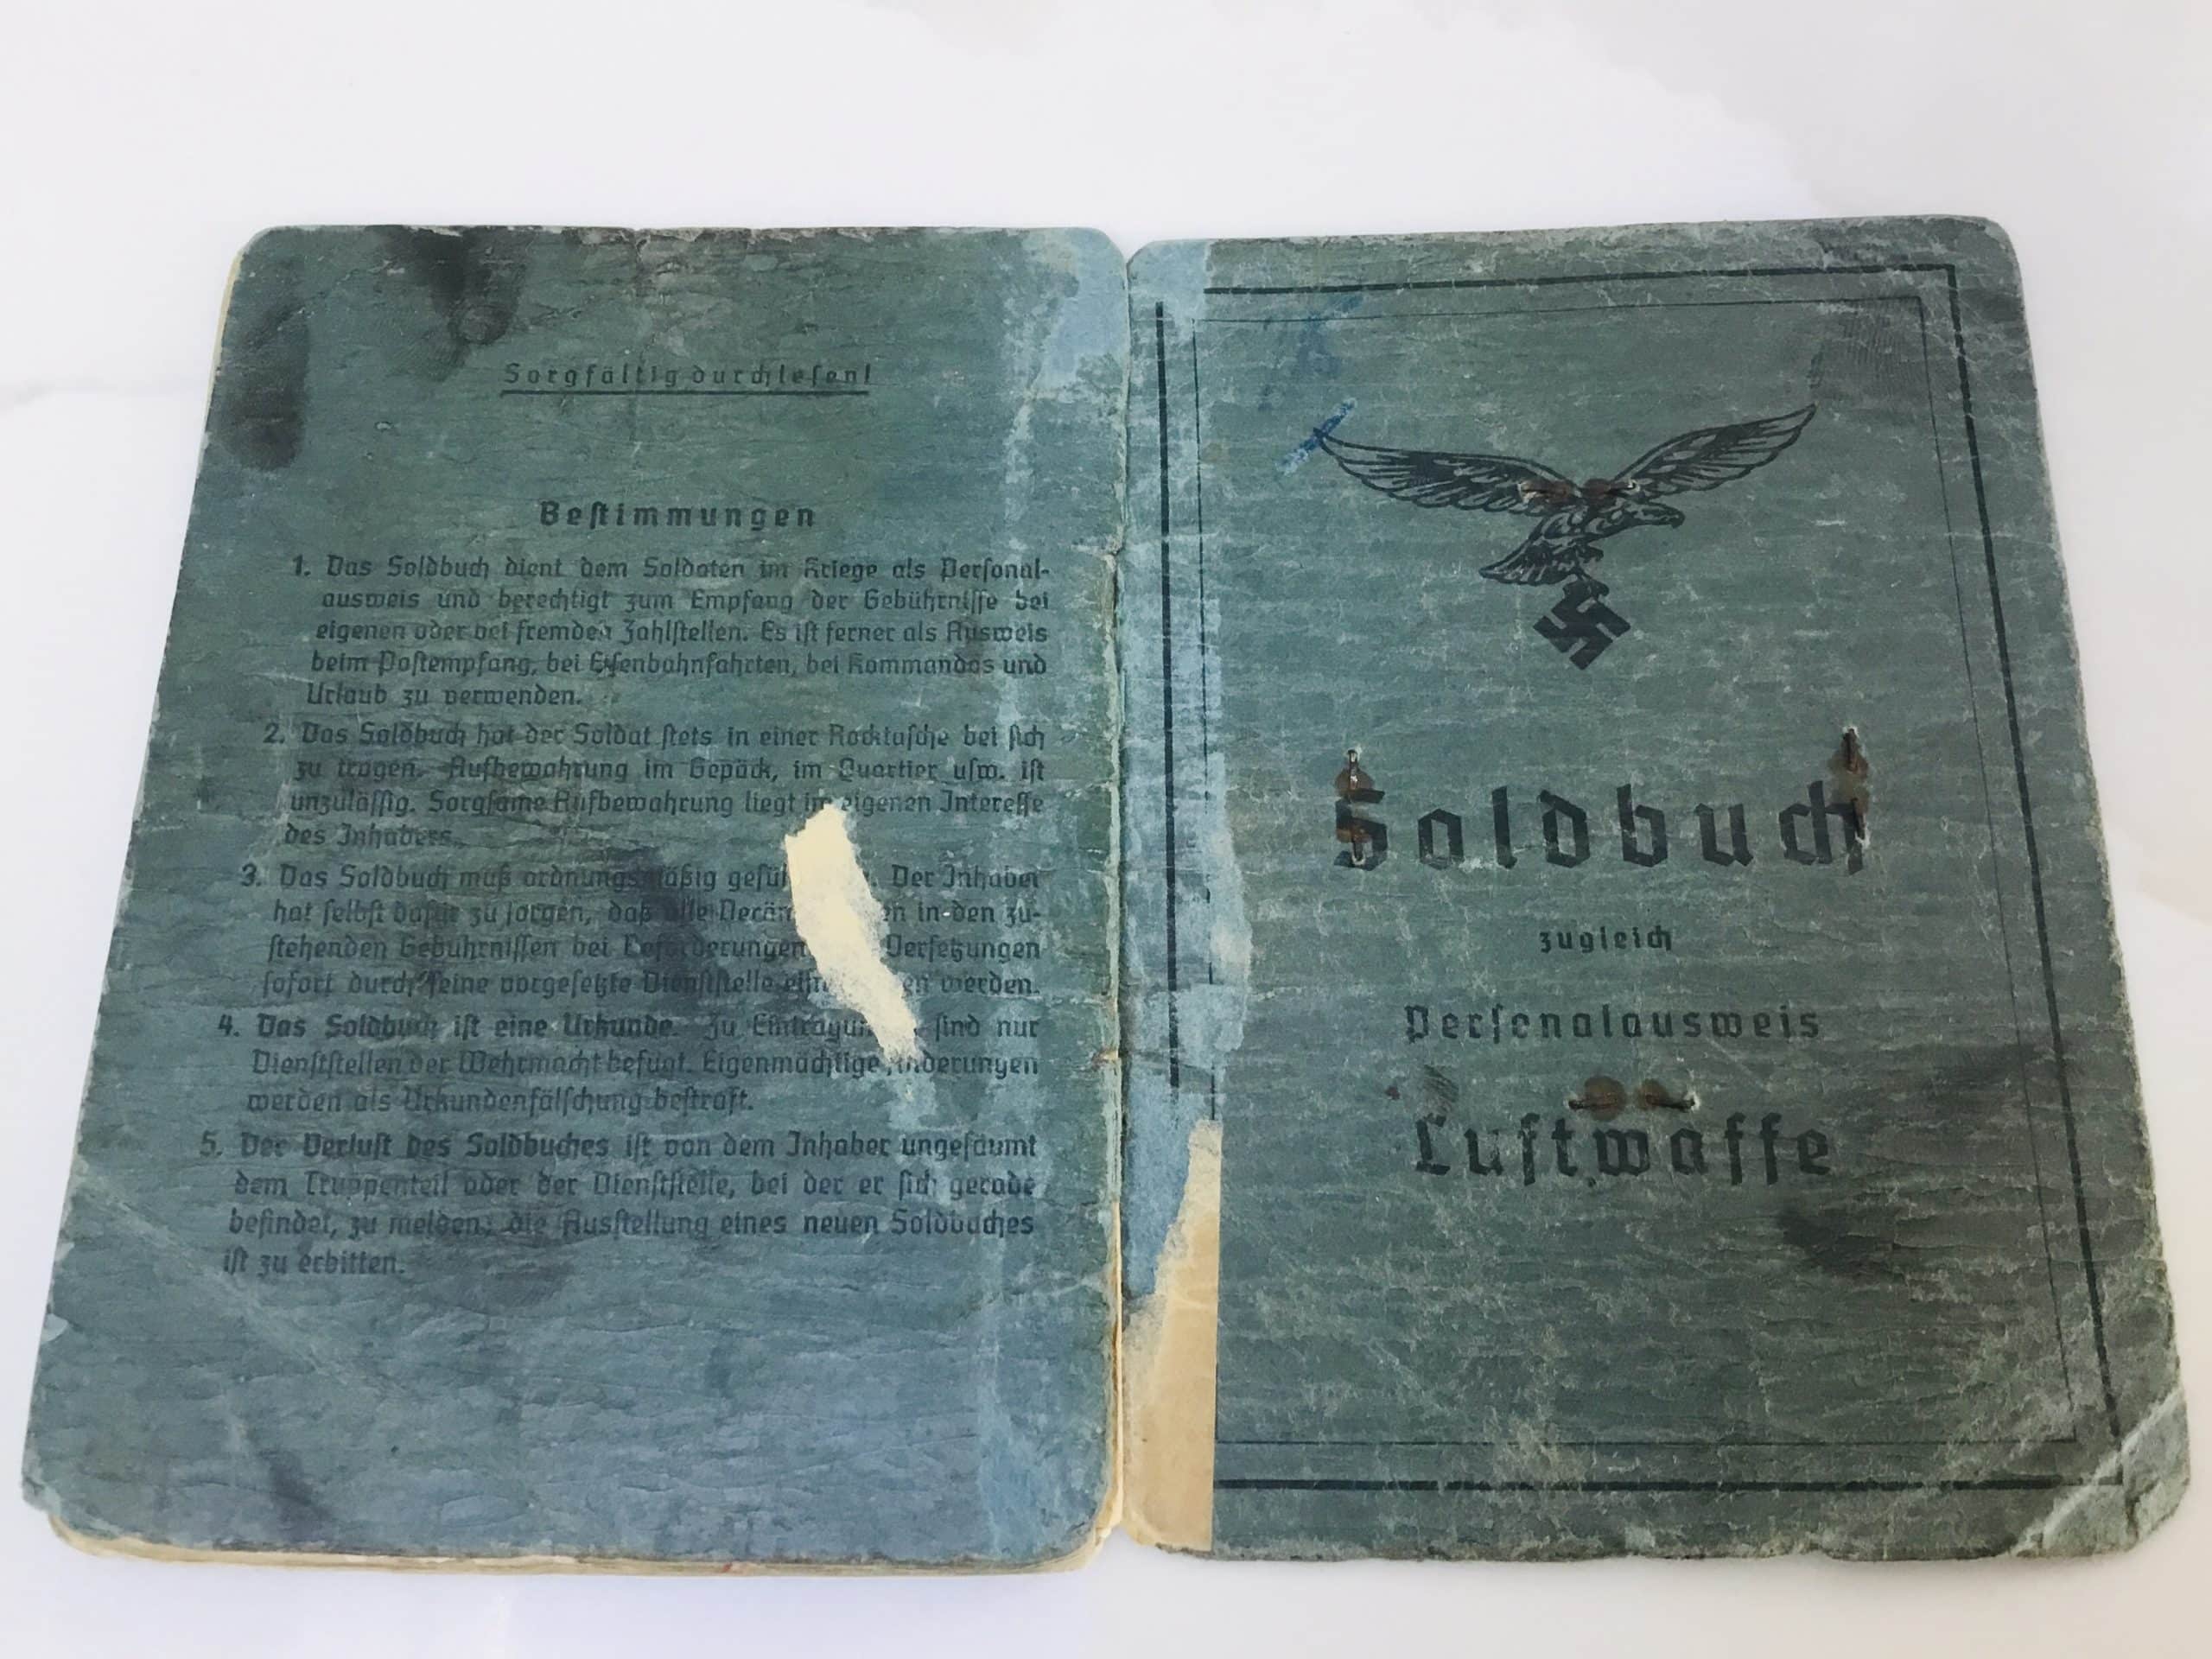 Sorgfältig durchlesen!
Bestimmungen
1. Das Soldbuch dient dem Soldaten im Kriege als Personal-
ausweis und berechtigt zum Empfang der Gebührnisse bei
eigenen oder bei fremden Zahlstellen. Es ist ferner als Ausweis
beim Postempfang, bei Eisenbahnfahrten, bei Kommandos und
Urlaub zu verwenden.
2. Das Soldbuch hat der Soldat stets in einer Rocktasche bei sich
zu tragen. Aufbewahrung im Gepäck, im Quartier usw. ist
unzulässig. Sorgsame Aufbewahrung liegt im eigenen Interesse
des Inhabers.
3. Das Soldbuch muß ordnungsmäßig Der Inhaber
hat selbst dafür zu sorgen, daß alle in den zu-
stehenden Gebührnissen bei Beförderungen Versetzungen
sofort durch seine vorgesetzte Dienststelle werden.
4. Das Soldbuch ist eine Urkunde. Zu sind nur
Dienststellen der Wehrmacht befugt. Eigenmächtige Änderungen
werden als Urkundenfälschung bestraft.
5. Der Verlust des Soldbuches ist von dem Inhaber ungesäumt
dem Truppenteil oder der Dienststelle, bei der er sich gerade
befindet, zu melden; die Ausstellung eines neuen Soldbuches
ist zu erbitten.
Soldbuch
zugleich
Personalausweis
Luftwaffe